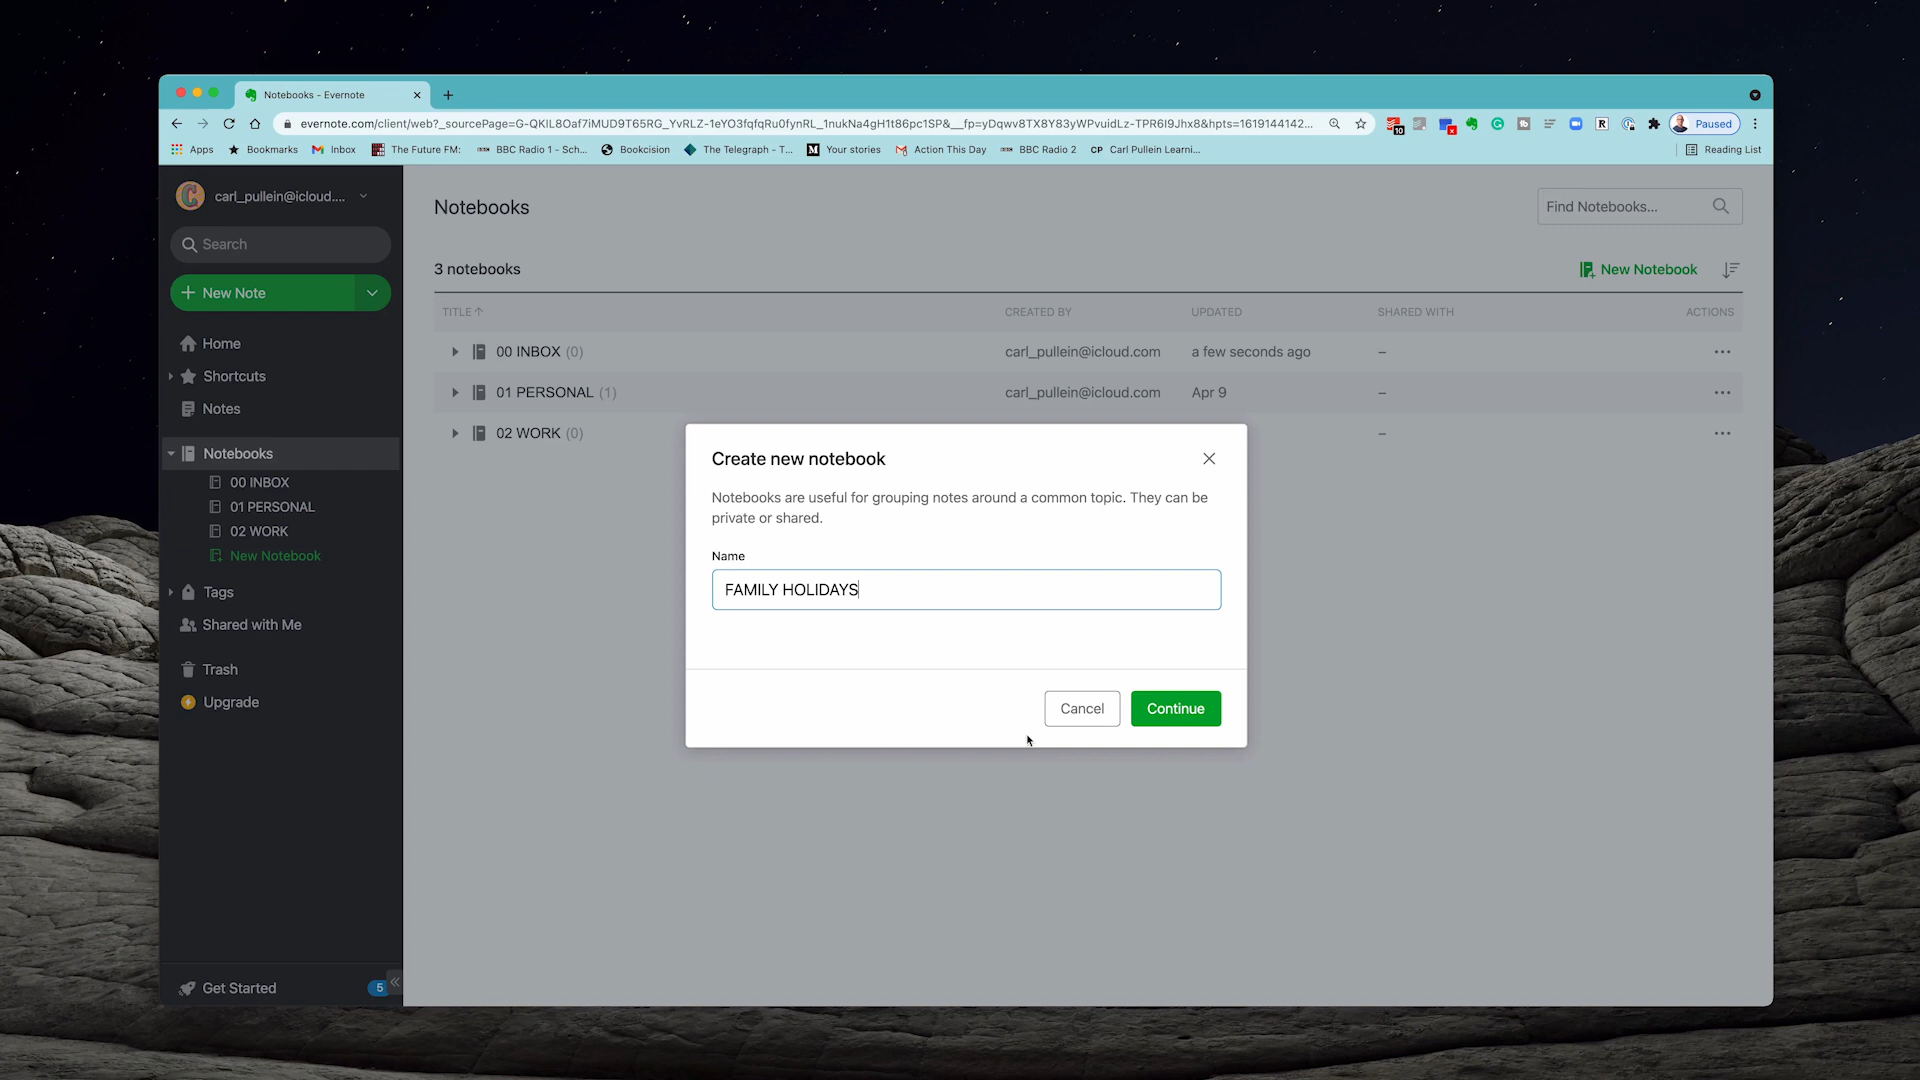 Notebooks - Evernote
evernote.com/client/web?_sourcePage=G-QKIL8Oaf7iMUD9T65RG_YvRLZ-1eYO3fqfqRu0fynRL_1nukNa4gH1t86pc1SP&__fp=yDqwv8TX8Y83yWPvuidLz-TPR6I9Jhx8&hpts=1619144142...
10
Paused
Apps
Bookmarks
Inbox
The Future FM:
BBC Radio 1 - Sch...
Bookcision
The Telegraph - T...
Your stories
Action This Day
BBC Radio 2
CP Carl Pullein Learni...
Reading List
carl_pullein@icloud....
Search
New Note
Home
Shortcuts
Notes
Notebooks
00 INBOX
01 PERSONAL
02 WORK
New Notebook
Tags
Shared with Me
Trash
Upgrade
Get Started
5
Notebooks
Find Notebooks...
3 notebooks
New Notebook
TITLE CREATED BY UPDATED SHARED WITH ACTIONS
00 INBOX (0) carl_pullein@icloud.com a few seconds ago –
01 PERSONAL (1) carl_pullein@icloud.com Apr 9 –
02 WORK (0) –
Create new notebook
Notebooks are useful for grouping notes around a common topic. They can be
private or shared.
Name
FAMILY HOLIDAYS
Cancel
Continue